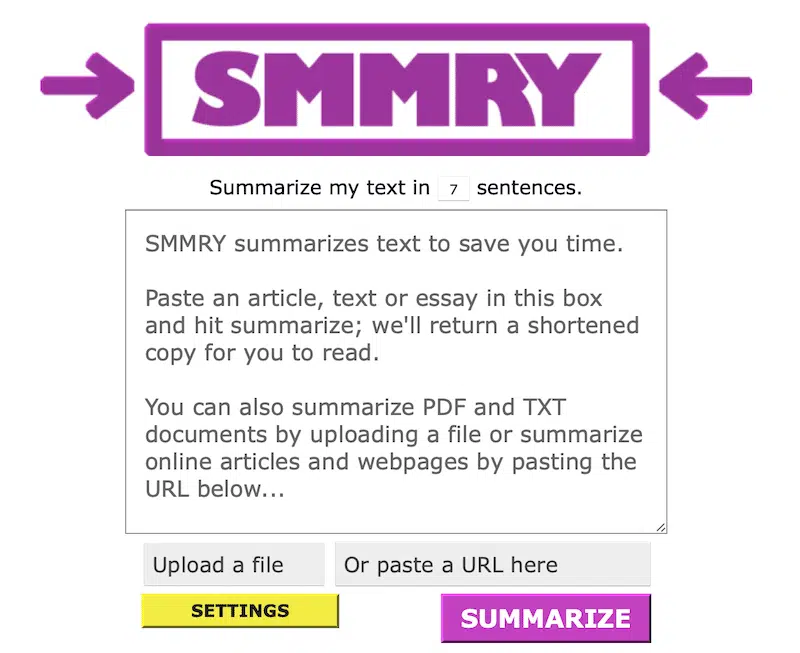 SMMRY
Summarize my text in 7 sentences.
SMMRY summarizes text to save you time.
Paste an article, text or essay in this box
and hit summarize; we'll return a shortened
copy for you to read.
You can also summarize PDF and TXT
documents by uploading a file or summarize
online articles and webpages by pasting the
URL below...
Upload a file
Or paste a URL here
SETTINGS
SUMMARIZE